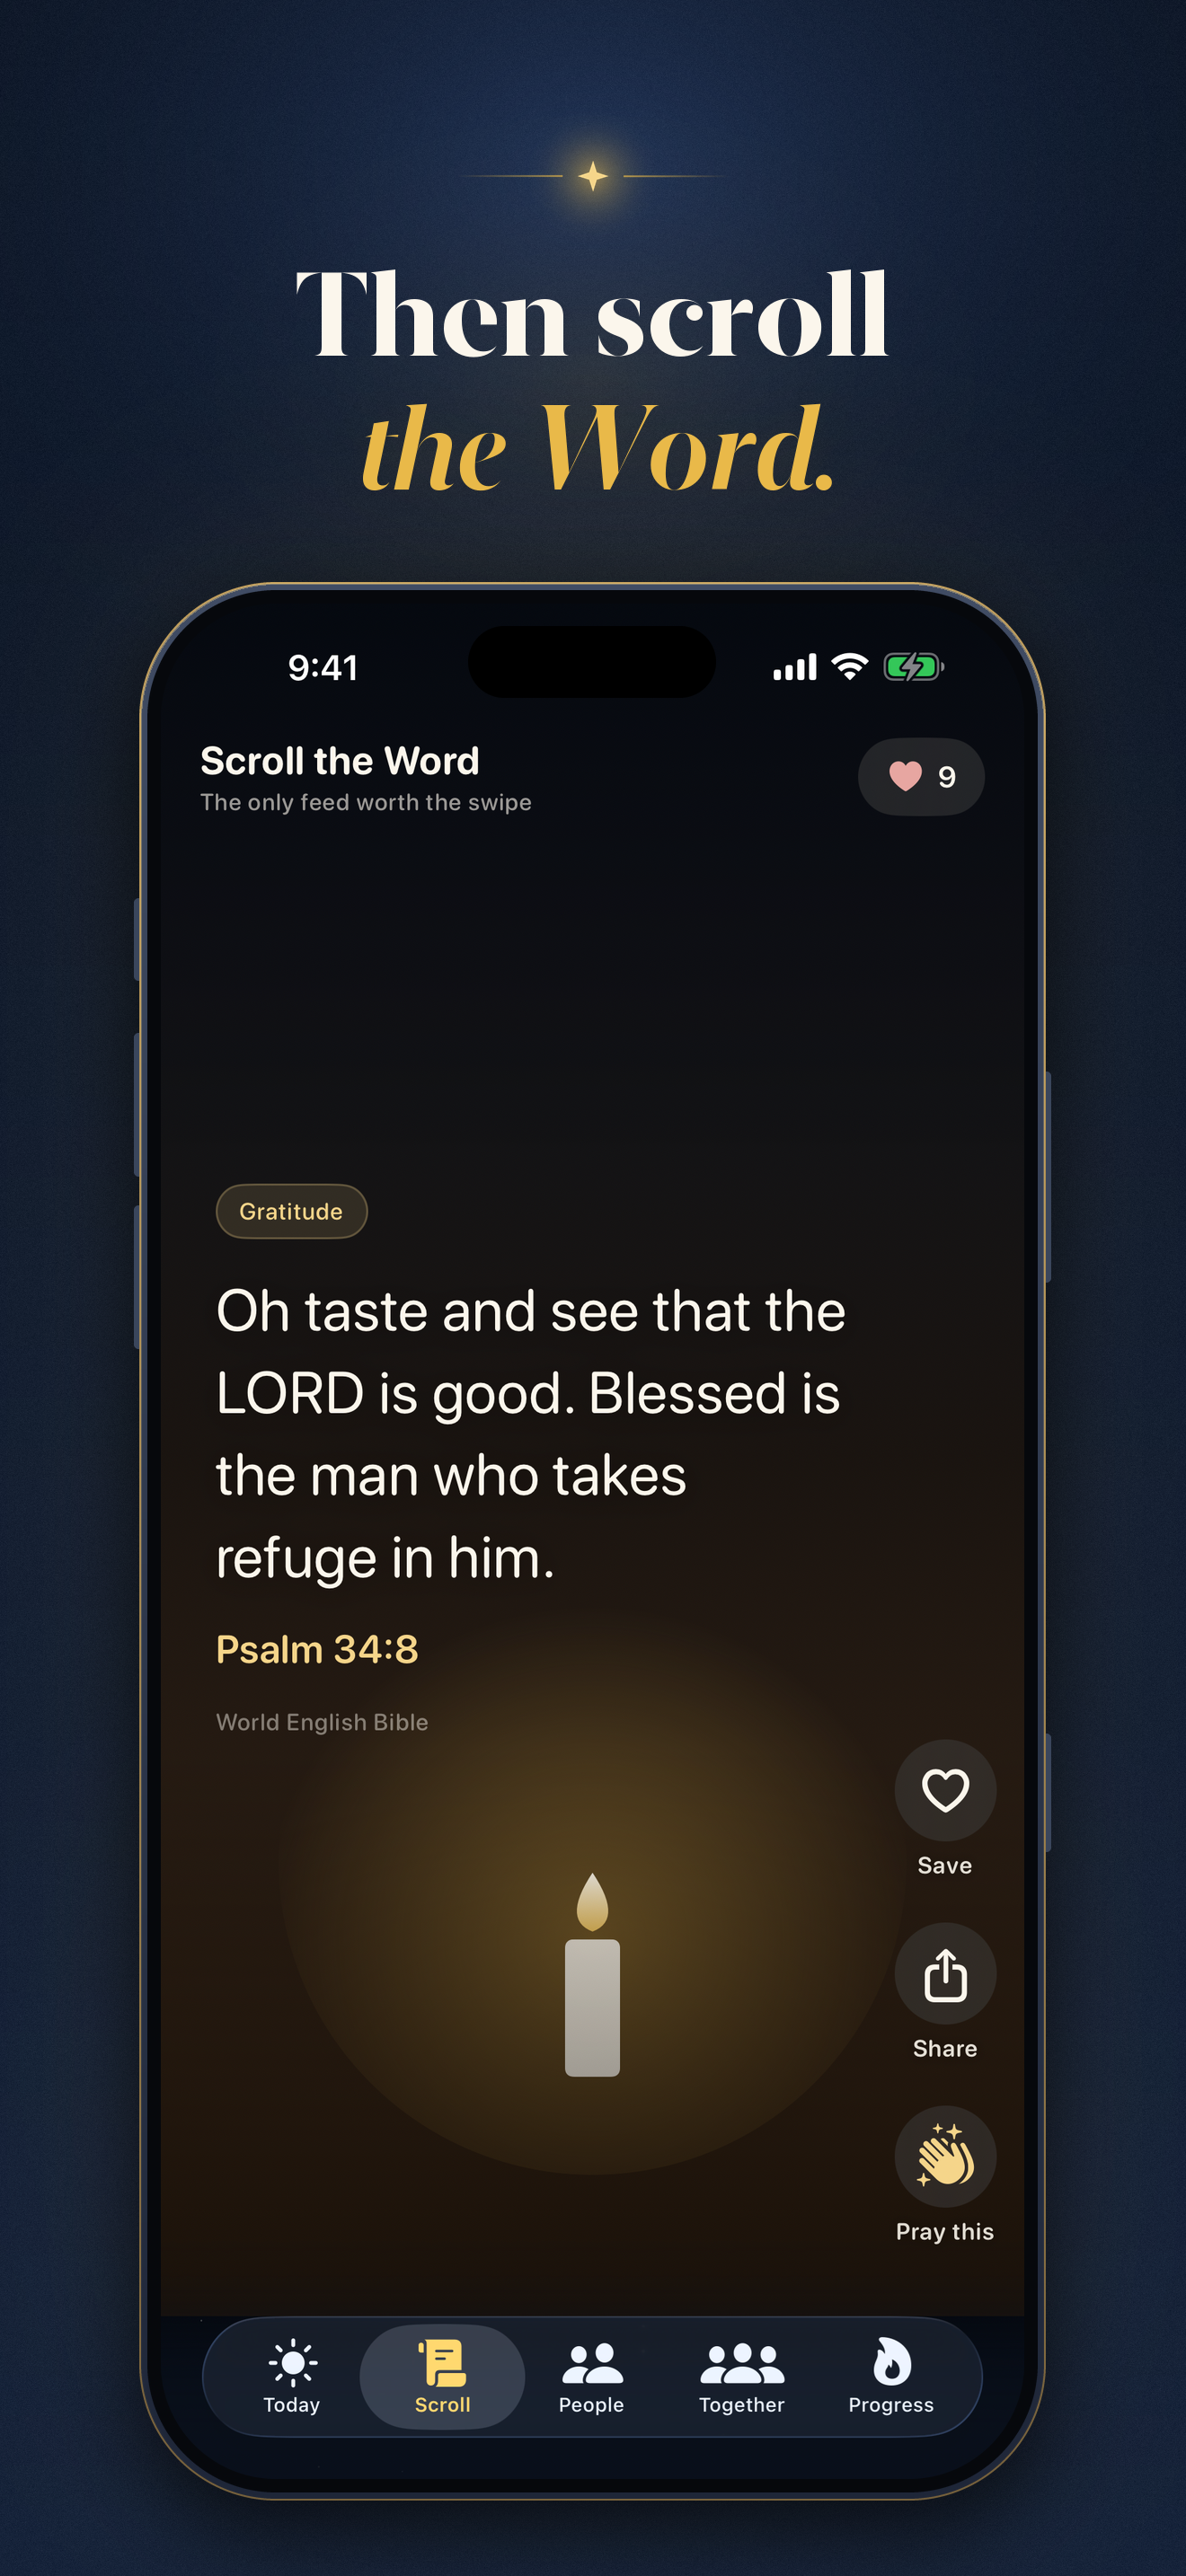 Then scroll
the Word.
9:41
Scroll the Word
The only feed worth the swipe
9
Gratitude
Oh taste and see that the
LORD is good. Blessed is
the man who takes
refuge in him.
Psalm 34:8
World English Bible
Save
Share
Pray this
Today
Scroll
People
Together
Progress